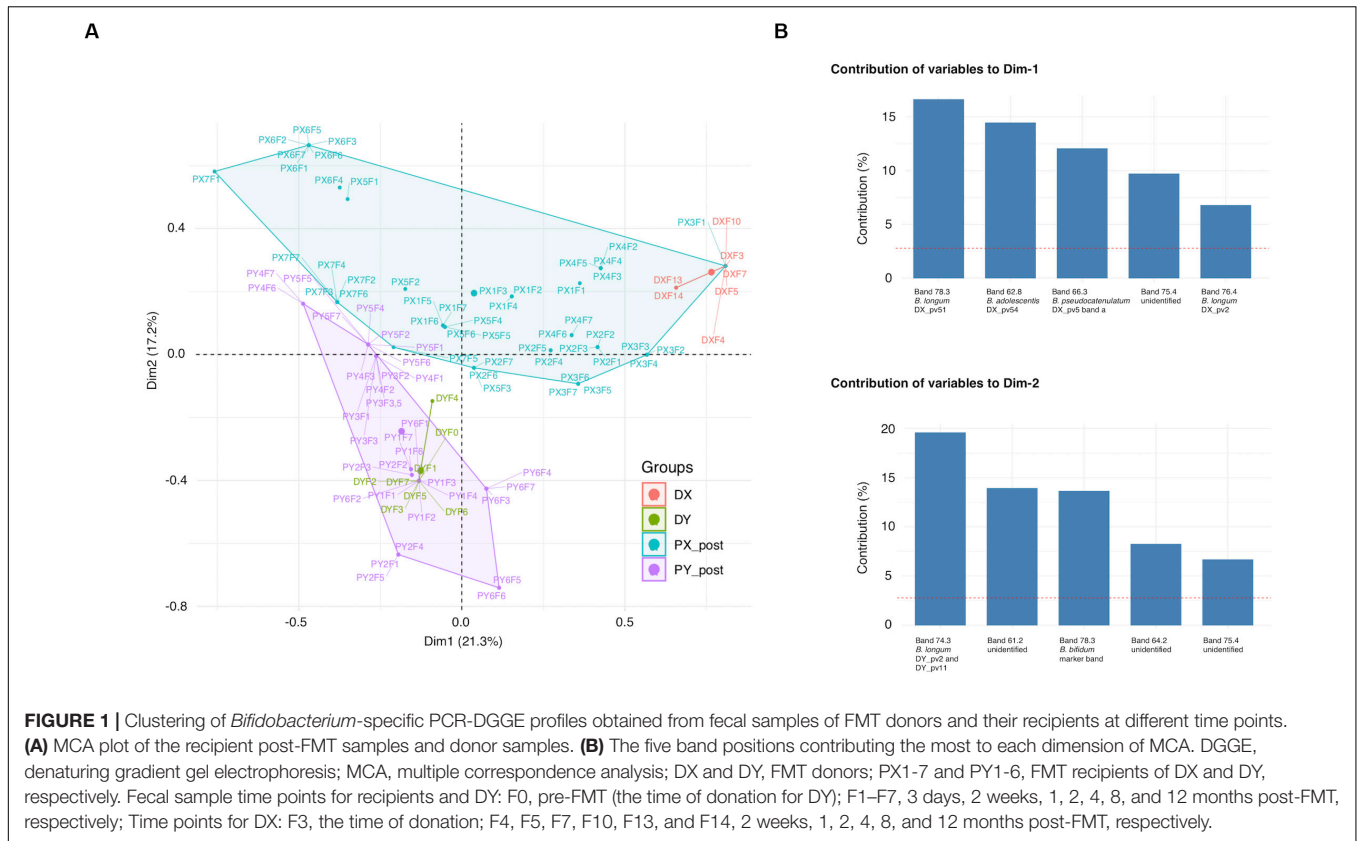 A
B
Contribution of variables to Dim-1
Contribution (%)
15
10
5
0
Band 78.3 B. longum DX_pv51
Band 62.8 B. adolescentis DX_pv54
Band 66.3 B. pseudocatenulatum DX_pv5 band a
Band 75.4 unidentified
Band 76.4 B. longum DX_pv2
Contribution of variables to Dim-2
Contribution (%)
20
15
10
5
0
Band 74.3 B. longum DY_pv2 and DY_pv11
Band 61.2 unidentified
Band 78.3 B. bifidum marker band
Band 64.2 unidentified
Band 75.4 unidentified
Dim2 (17.2%)
0.4
0.0
-0.4
-0.8
-0.5
0.0
0.5
Dim1 (21.3%)
PX6F5
PX6F2
PX6F3
PX6F7
PX6F6
PX6F1
PX7F1
PX6F4
PX5F1
PX3F1
DXF10
PX4F2
PX4F5
PX4F4
PX4F3
DXF3
DXF7
DXF13
DXF14
DXF5
DXF4
PX7F7
PX7F4
PX7F2
PX7F3
PX7F6
PX5F2
PX1F3
PX1F2
PX1F4
PX1F1
PX1F5
PX1F7
PX1F6
PX5F4
PX5F6
PX5F5
PX4F7
PX4F6
PX2F2
PX2F5
PX2F3
PX2F4
PX2F1
PX3F3
PX3F2
PX3F4
PX7F5
PX2F7
PX2F6
PX5F3
PX3F6
PX3F7
PX3F5
PY4F7
PY5F5
PY4F6
PY5F4
PY5F7
PY5F2
PY5F1
PY5F6
PY4F3
PY3F2
PY4F1
PY4F2
PY3F3,5
PY3F1
PY3F3
DYF4
PY6F1
PY1F7
DYF0
PY1F6
PY2F3
PY2F2
DYF1
DYF2
DYF7
PY1F3
PY6F2
PY1F1
DYF5
PY1F4
DYF3
DYF6
PY1F2
PY6F4
PY6F7
PY6F3
PY2F4
PY2F1
PY2F5
PY6F5
PY6F6
Groups
DX
DY
PX_post
PY_post
FIGURE 1 | Clustering of Bifidobacterium-specific PCR-DGGE profiles obtained from fecal samples of FMT donors and their recipients at different time points.
(A) MCA plot of the recipient post-FMT samples and donor samples. (B) The five band positions contributing the most to each dimension of MCA. DGGE,
denaturing gradient gel electrophoresis; MCA, multiple correspondence analysis; DX and DY, FMT donors; PX1-7 and PY1-6, FMT recipients of DX and DY,
respectively. Fecal sample time points for recipients and DY: F0, pre-FMT (the time of donation for DY); F1–F7, 3 days, 2 weeks, 1, 2, 4, 8, and 12 months post-FMT,
respectively; Time points for DX: F3, the time of donation; F4, F5, F7, F10, F13, and F14, 2 weeks, 1, 2, 4, 8, and 12 months post-FMT, respectively.